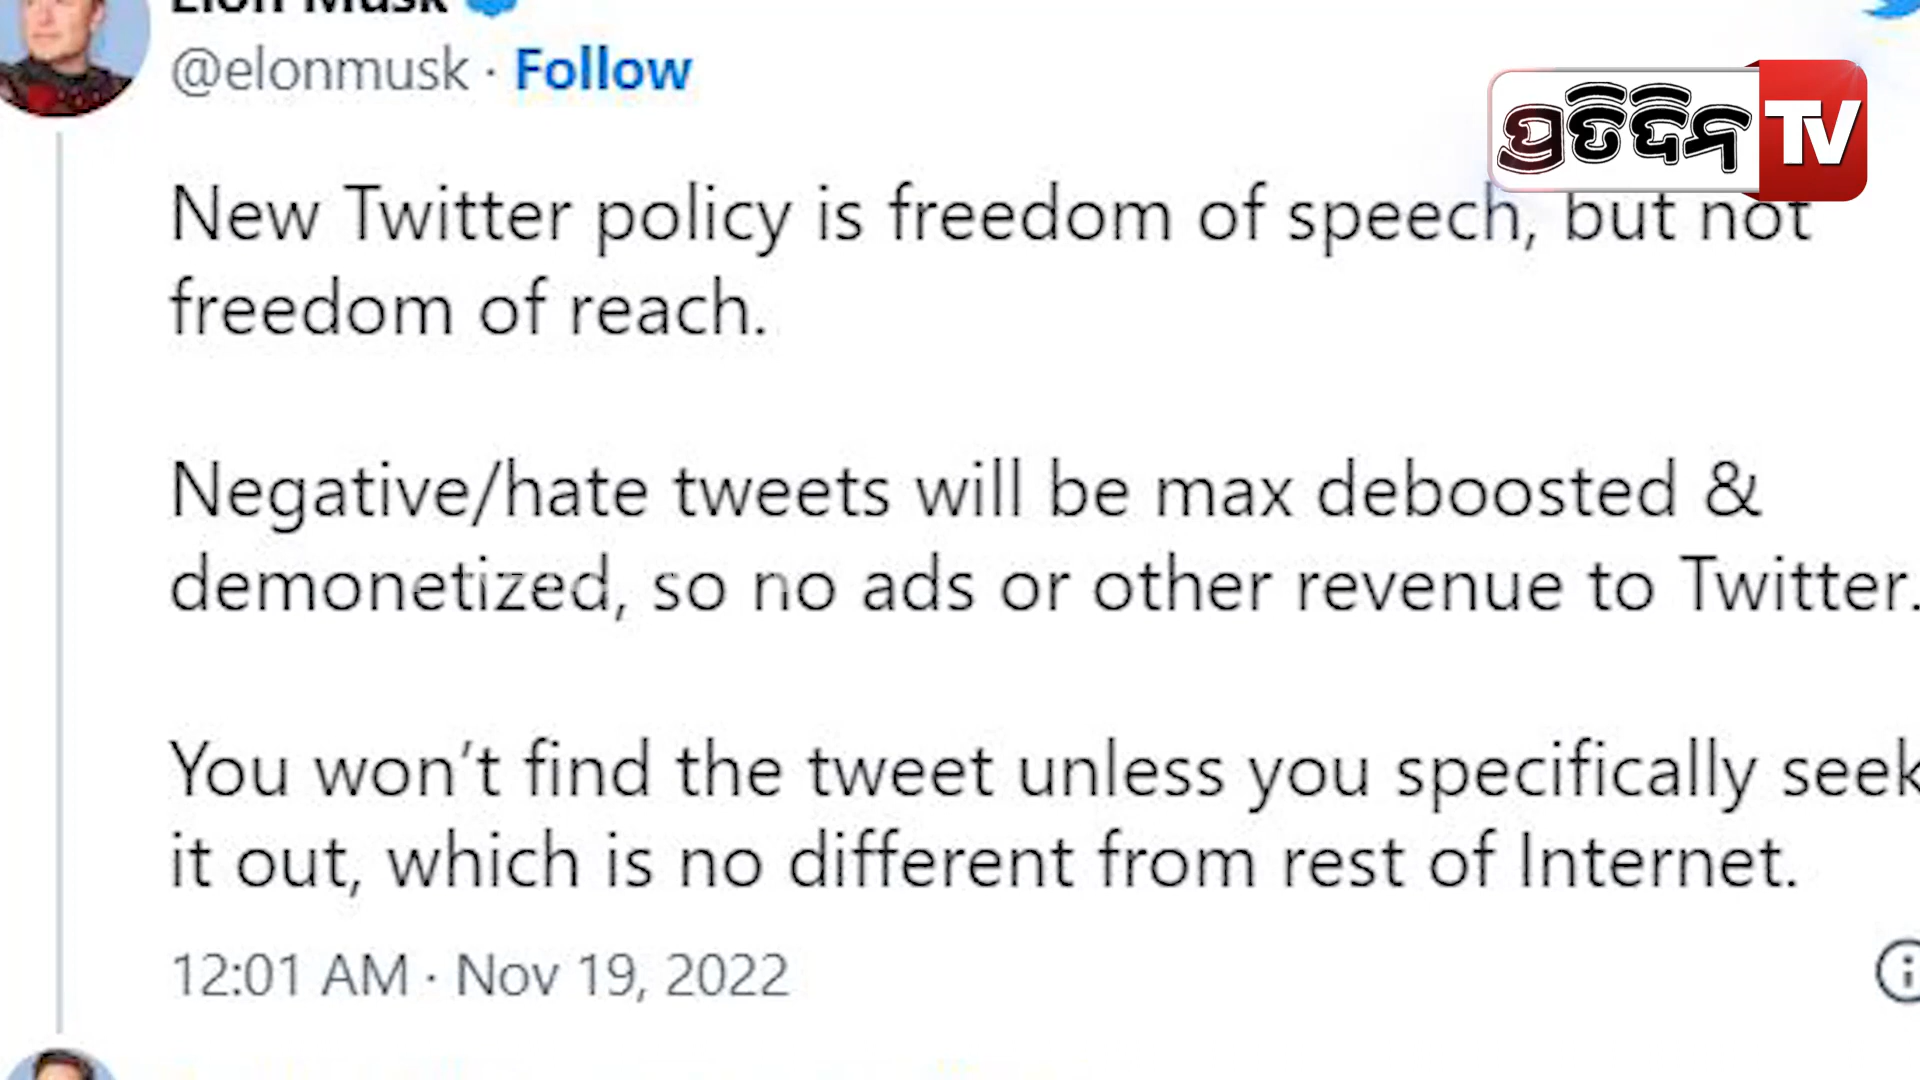 Elon Musk
@elonmusk · Follow
ପ୍ରତିଦିନ TV
New Twitter policy is freedom of speech, but not
freedom of reach.
Negative/hate tweets will be max deboosted &
demonetized, so no ads or other revenue to Twitter.
You won’t find the tweet unless you specifically seek
it out, which is no different from rest of Internet.
12:01 AM · Nov 19, 2022